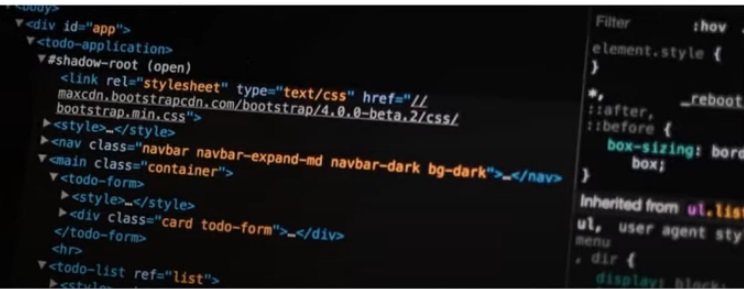 <body>
▼<div id="app">
▼<todo-application>
▼#shadow-root (open)
<link rel="stylesheet" type="text/css" href="//
maxcdn.bootstrapcdn.com/bootstrap/4.0.0-beta.2/css/
bootstrap.min.css">
▶<style>…</style>
▶<nav class="navbar navbar-expand-md navbar-dark bg-dark">…</nav>
▼<main class="container">
▼<todo-form>
▶<style>…</style>
▶<div class="card todo-form">…</div>
</todo-form>
<hr>
▼<todo-list ref="list">
Filter :hov
element.style {
}
*, _reboot
::after,
::before {
box-sizing: bord
box;
}
Inherited from ul.list
ul, user agent sty
menu
, dir {
display: block;